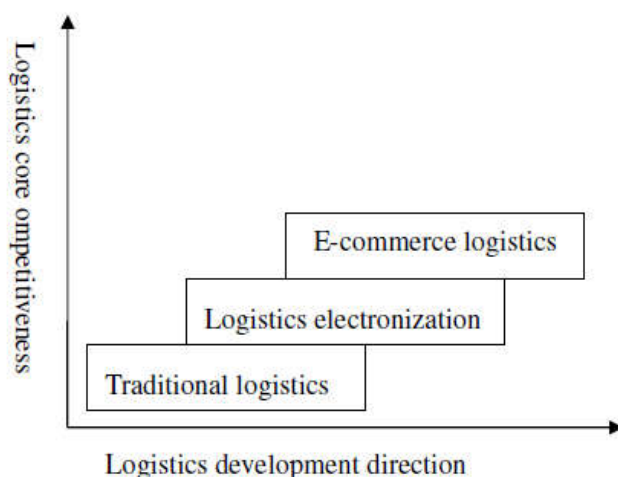 Logistics core ompetitiveness
E-commerce logistics
Logistics electronization
Traditional logistics
Logistics development direction